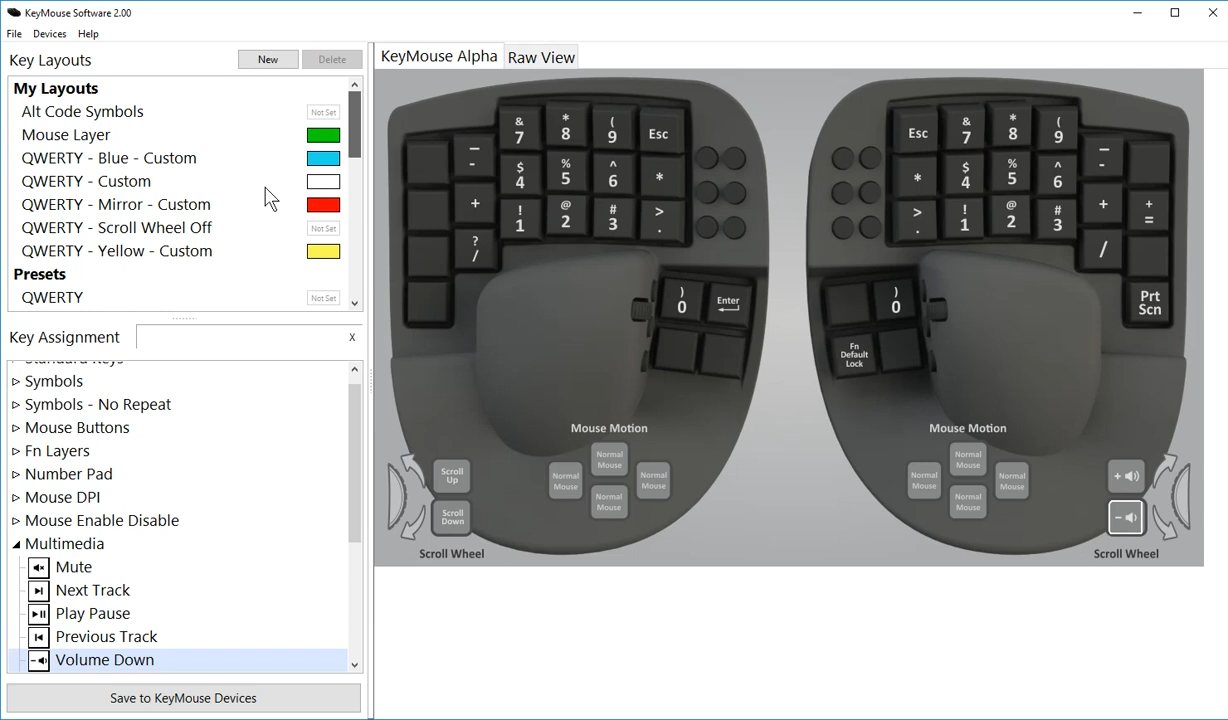 KeyMouse Software 2.00
File Devices Help
Key Layouts New Delete
My Layouts
Alt Code Symbols Not Set
Mouse Layer
QWERTY - Blue - Custom
QWERTY - Custom
QWERTY - Mirror - Custom
QWERTY - Scroll Wheel Off Not Set
QWERTY - Yellow - Custom
Presets
QWERTY Not Set
Key Assignment x
Standard Keys
Symbols
Symbols - No Repeat
Mouse Buttons
Fn Layers
Number Pad
Mouse DPI
Mouse Enable Disable
Multimedia
Mute
Next Track
Play Pause
Previous Track
Volume Down
Save to KeyMouse Devices
KeyMouse Alpha Raw View
_ & * (
- 7 8 9 Esc
$ % ^
+ 4 5 6 *
! @ # >
1 2 3 .
?
/
)
0 Enter
Mouse Motion
Scroll
Up
Scroll
Down
Normal
Mouse
Normal
Mouse
Normal
Mouse
Normal
Mouse
Scroll Wheel
& * ( _
Esc 7 8 9 -
$ % ^
* 4 5 6 + +
=
> ! @ #
. 1 2 3 /
)
0
Prt
Scn
Fn
Default
Lock
Mouse Motion
Normal
Mouse
Normal
Mouse
Normal
Mouse
Normal
Mouse
+
-
Scroll Wheel